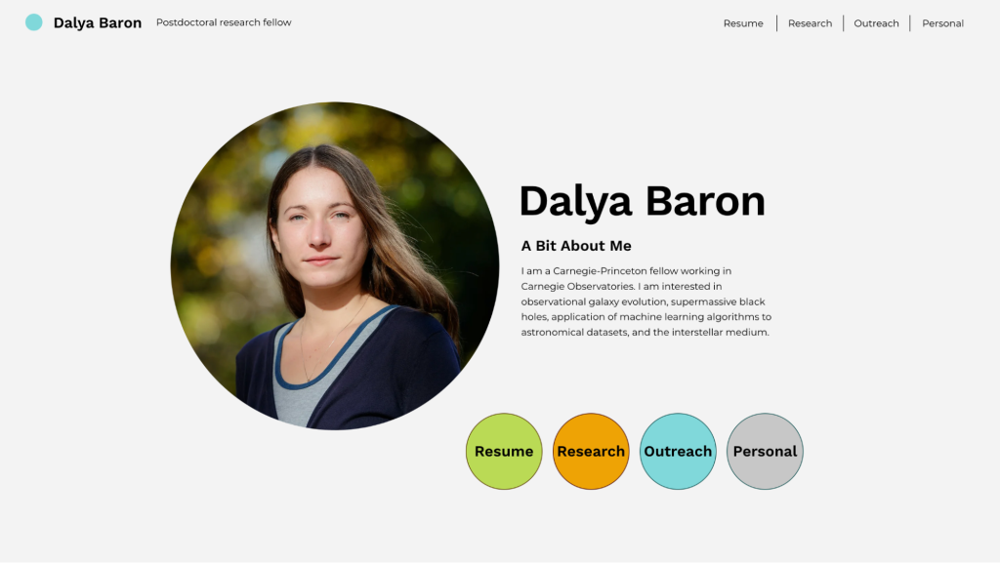 Dalya Baron Postdoctoral research fellow Resume Research Outreach Personal
Dalya Baron
A Bit About Me
I am a Carnegie-Princeton fellow working in
Carnegie Observatories. I am interested in
observational galaxy evolution, supermassive black
holes, application of machine learning algorithms to
astronomical datasets, and the interstellar medium.
Resume Research Outreach Personal